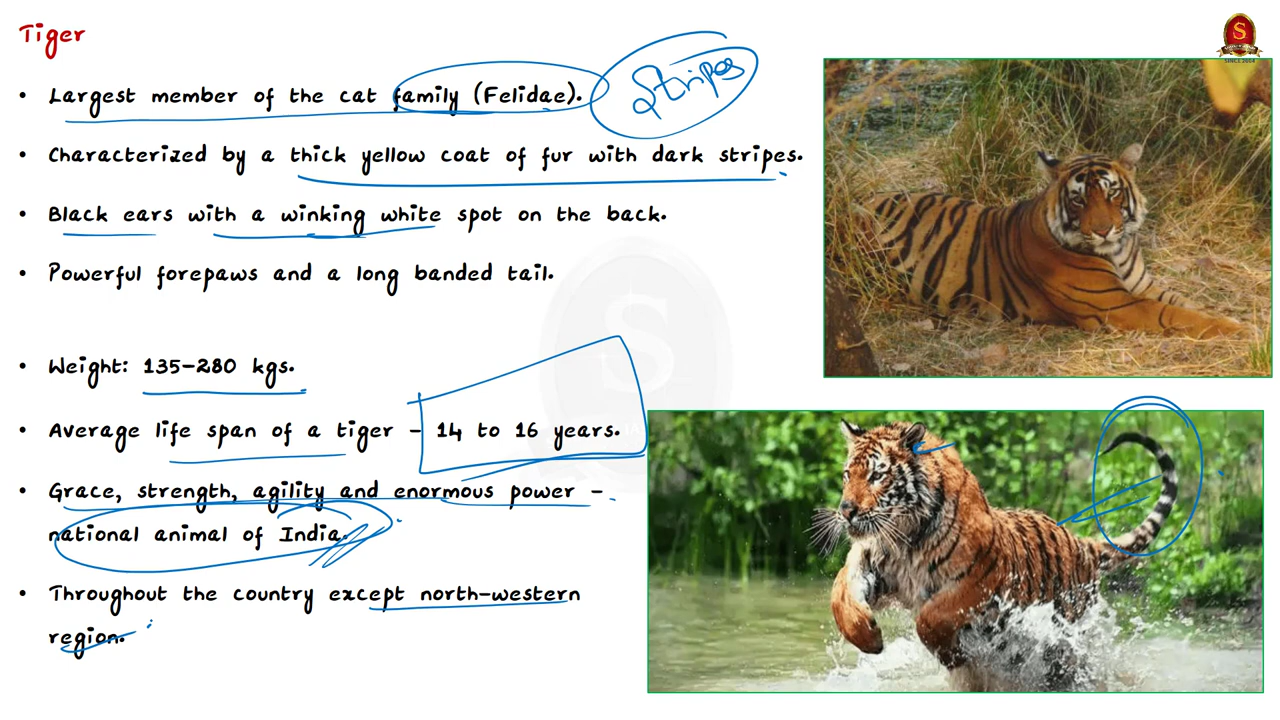 Tiger
• Largest member of the cat family (Felidae).
Stripes
• Characterized by a thick yellow coat of fur with dark stripes.
• Black ears with a winking white spot on the back.
• Powerful forepaws and a long banded tail.
• Weight: 135-280 kgs.
• Average life span of a tiger - 14 to 16 years.
• Grace, strength, agility and enormous power -
national animal of India.
• Throughout the country except north-western
region.
S
SINCE 2004